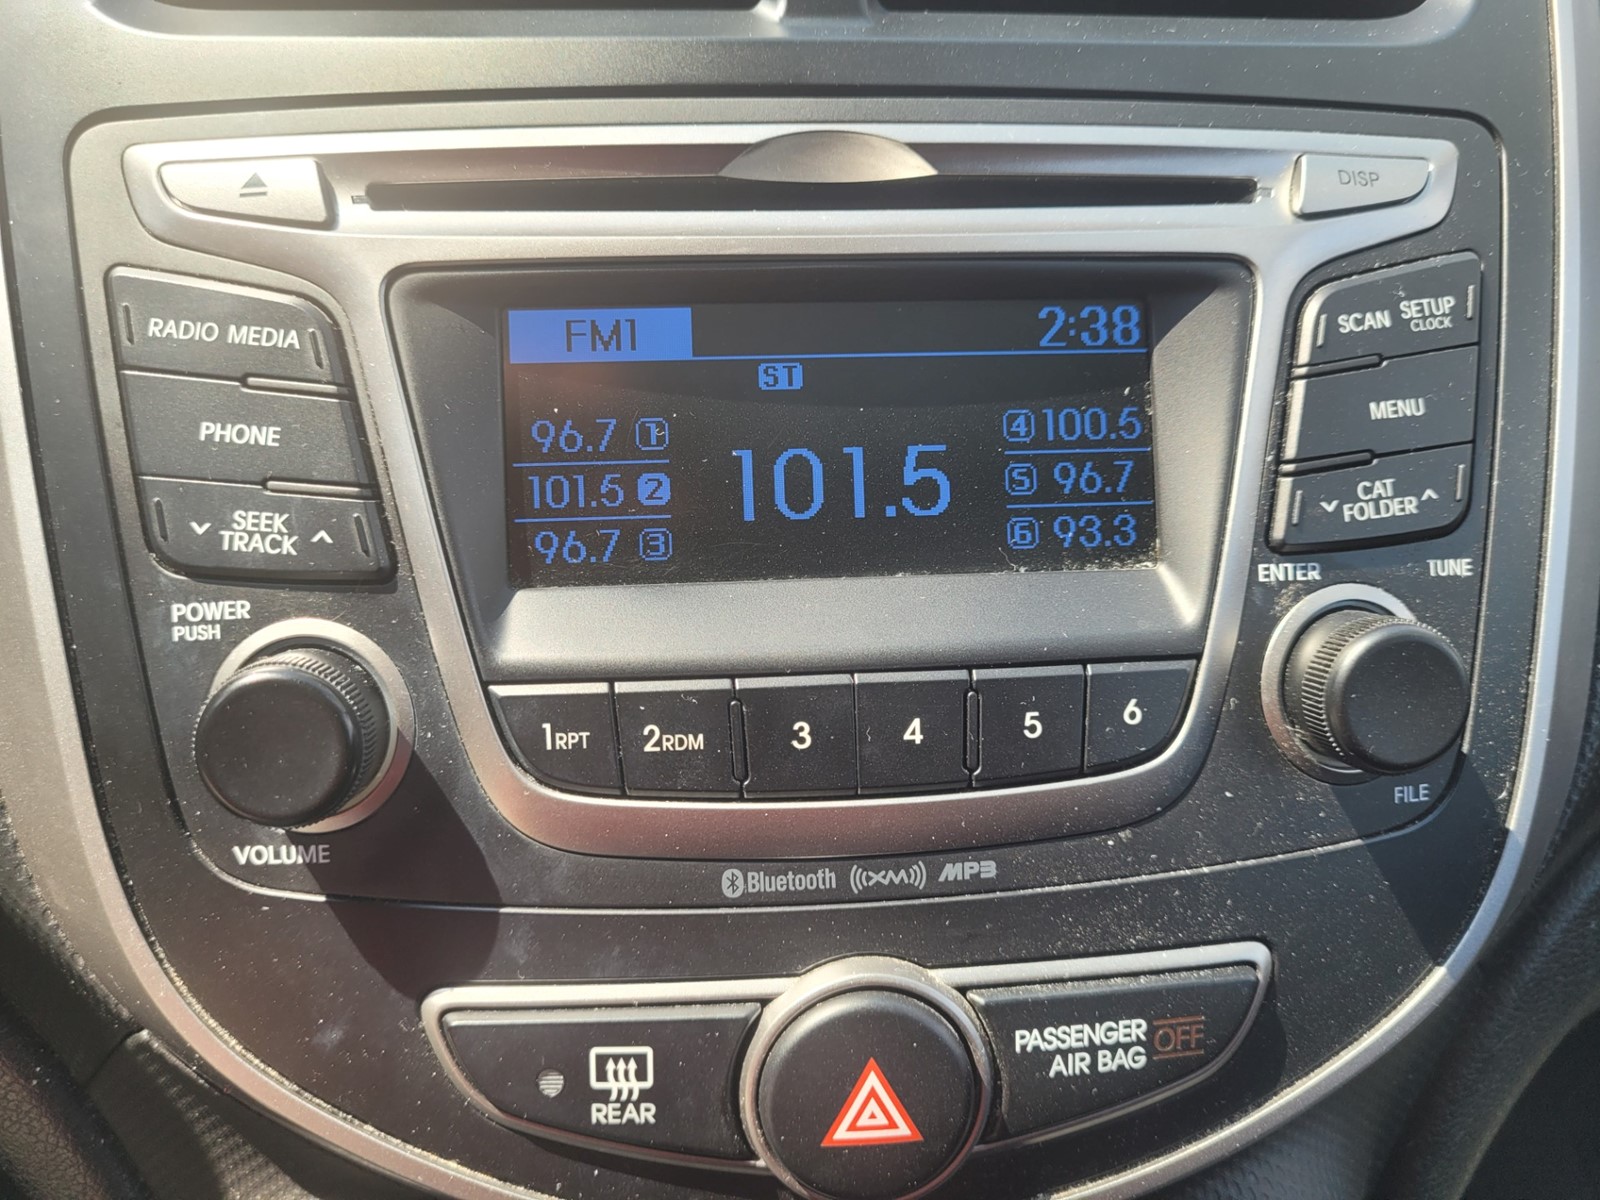 DISP
RADIO MEDIA
PHONE
SEEK
TRACK
POWER
PUSH
VOLUME
FM1
2:38
ST
96.7 1
101.5 2
96.7 3
101.5
4 100.5
5 96.7
6 93.3
SCAN SETUP
CLOCK
MENU
CAT
FOLDER
ENTER
TUNE
FILE
1RPT
2RDM
3
4
5
6
Bluetooth
((XM))
MP3
REAR
PASSENGER
AIR BAG
OFF